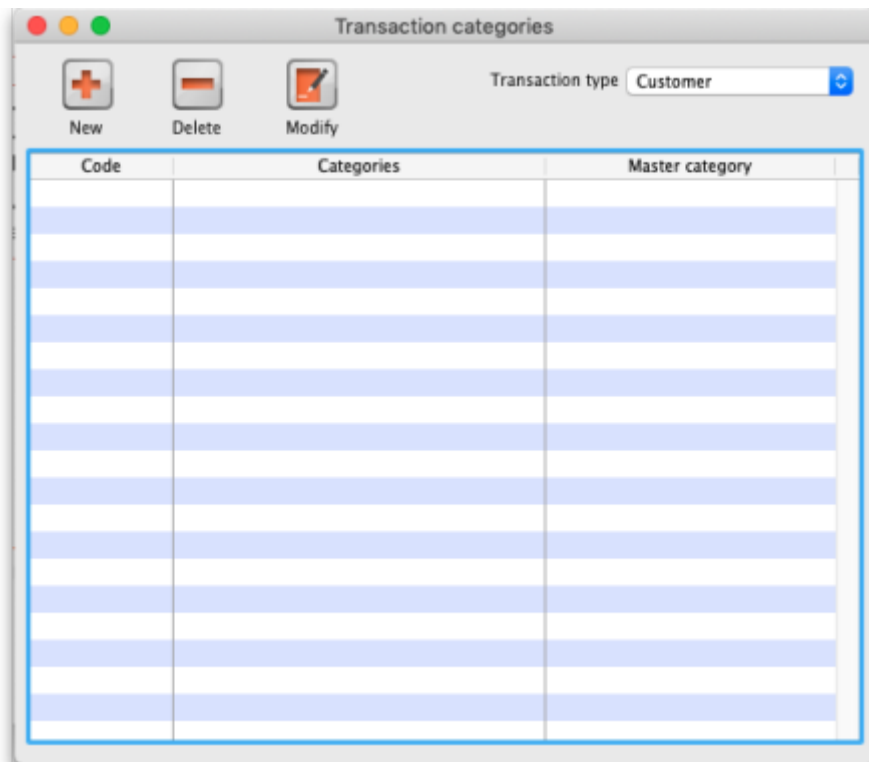 Transaction categories
Transaction type Customer
New Delete Modify
Code Categories Master category